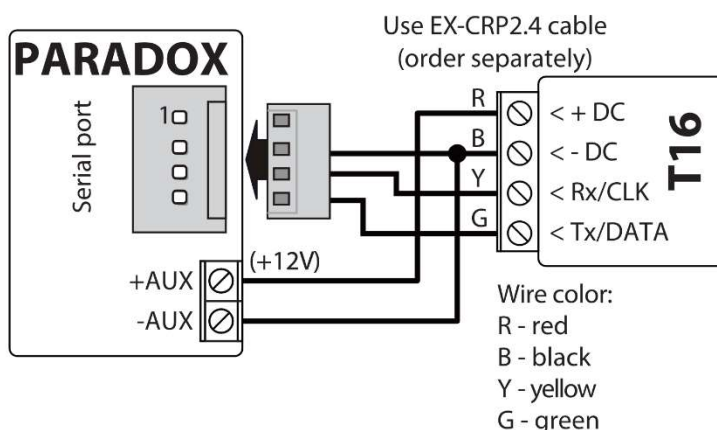 Use EX-CRP2.4 cable
(order separately)
PARADOX
Serial port
1
R
B
Y
G
< + DC
< - DC
< Rx/CLK
< Tx/DATA
T16
(+12V)
+AUX
-AUX
Wire color:
R - red
B - black
Y - yellow
G - green